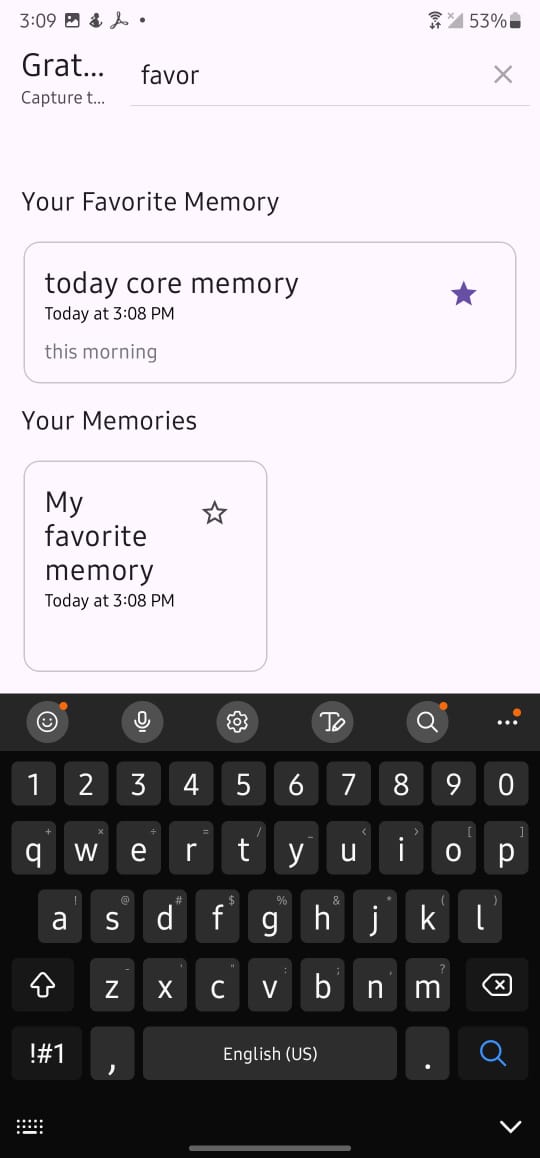 3:09
53%
Grat...
favor
Capture t...
Your Favorite Memory
today core memory
Today at 3:08 PM
this morning
Your Memories
My
favorite
memory
Today at 3:08 PM
1 2 3 4 5 6 7 8 9 0
+ × ÷ = / _ < > [ ]
q w e r t y u i o p
! @ # $ % & * ( )
a s d f g h j k l
- ' " : ; , ?
z x c v b n m
!#1 , English (US) .